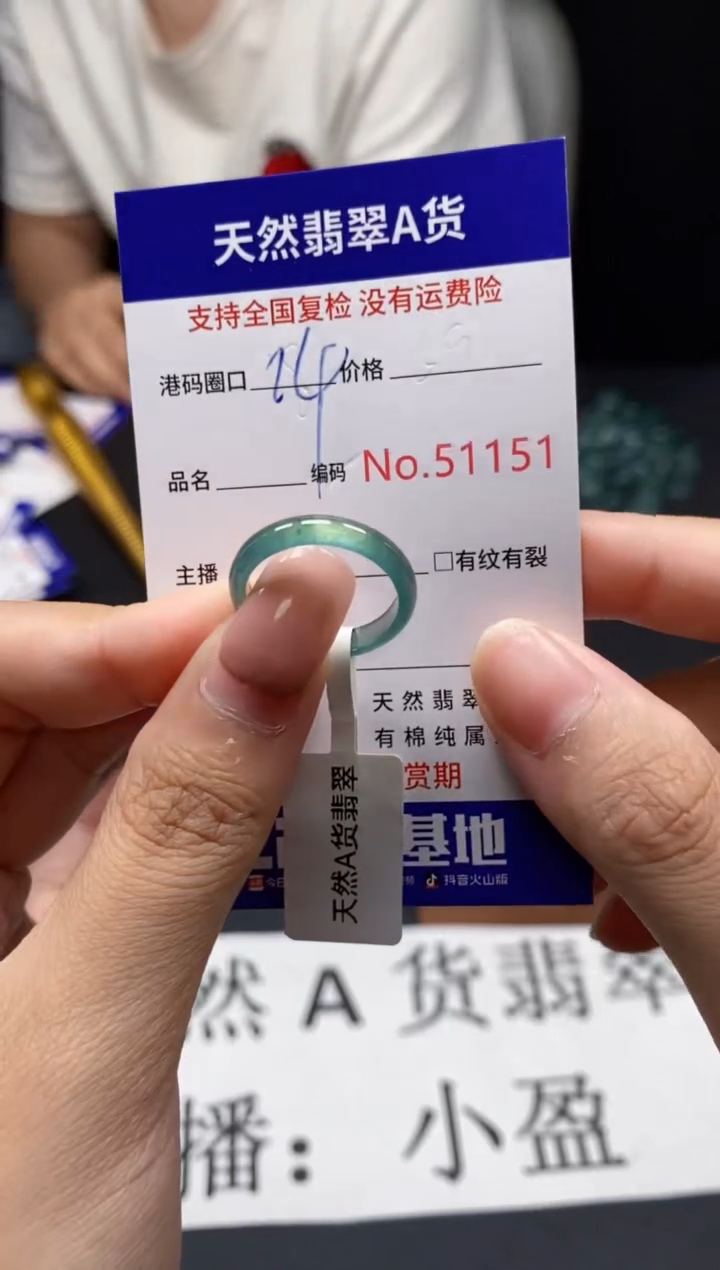 天然翡翠A货
支持全国复检 没有运费险
港码圈口 14 价格
品名 编码 No.51151
主播 □有纹有裂
天然翡翠
有棉纯属
赏期
基地
今日 抖音火山版
天然A货翡翠
然A货翡翠
播：小盈